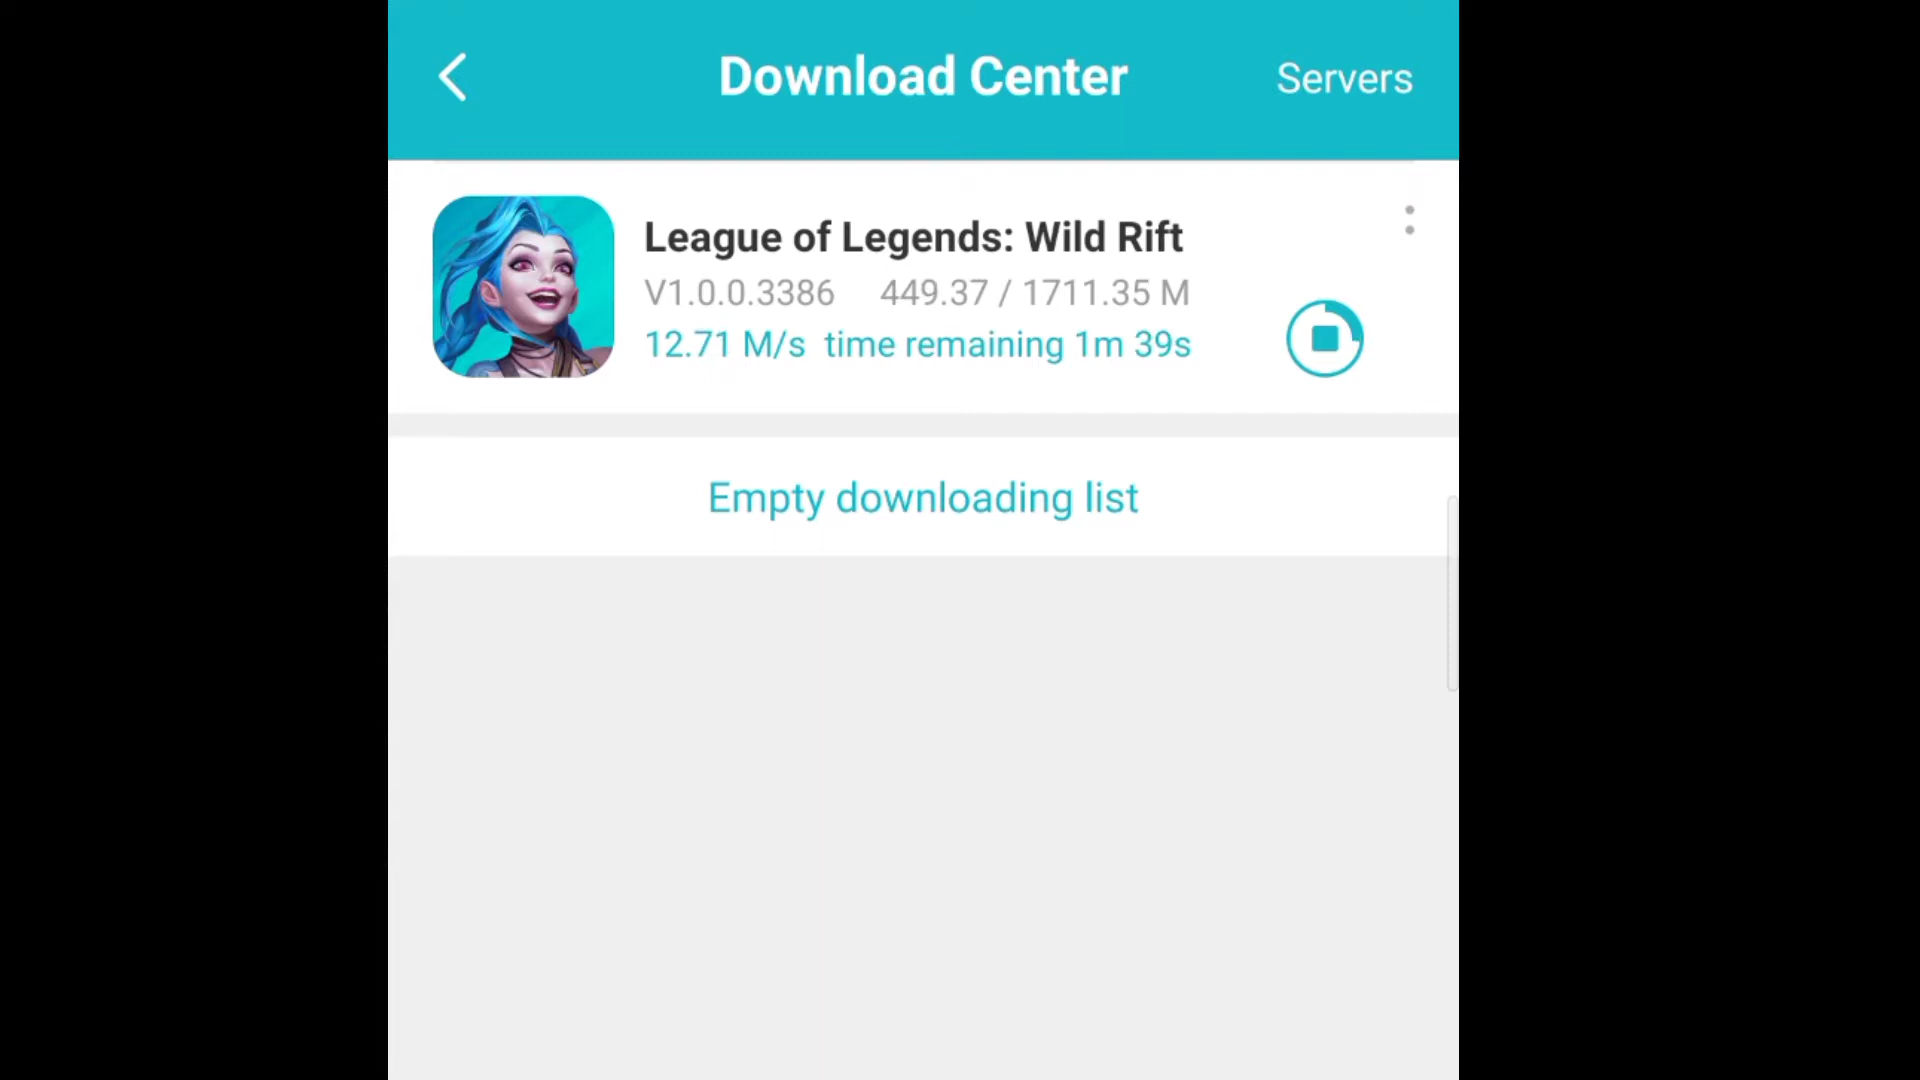 Download Center
Servers
League of Legends: Wild Rift
V1.0.0.3386 449.37 / 1711.35 M
12.71 M/s time remaining 1m 39s
Empty downloading list